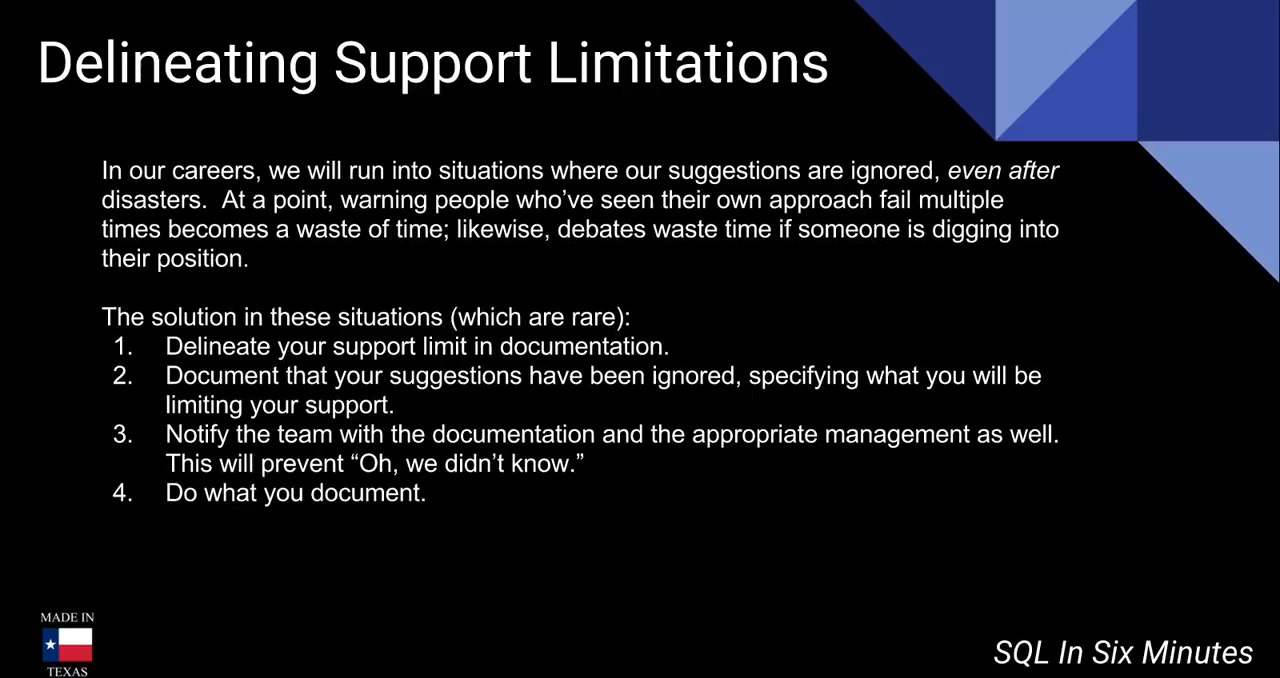 Delineating Support Limitations
In our careers, we will run into situations where our suggestions are ignored, even after
disasters.  At a point, warning people who’ve seen their own approach fail multiple
times becomes a waste of time; likewise, debates waste time if someone is digging into
their position.
The solution in these situations (which are rare):
1. Delineate your support limit in documentation.
2. Document that your suggestions have been ignored, specifying what you will be
limiting your support.
3. Notify the team with the documentation and the appropriate management as well.
This will prevent “Oh, we didn’t know.”
4. Do what you document.
MADE IN
TEXAS
SQL In Six Minutes